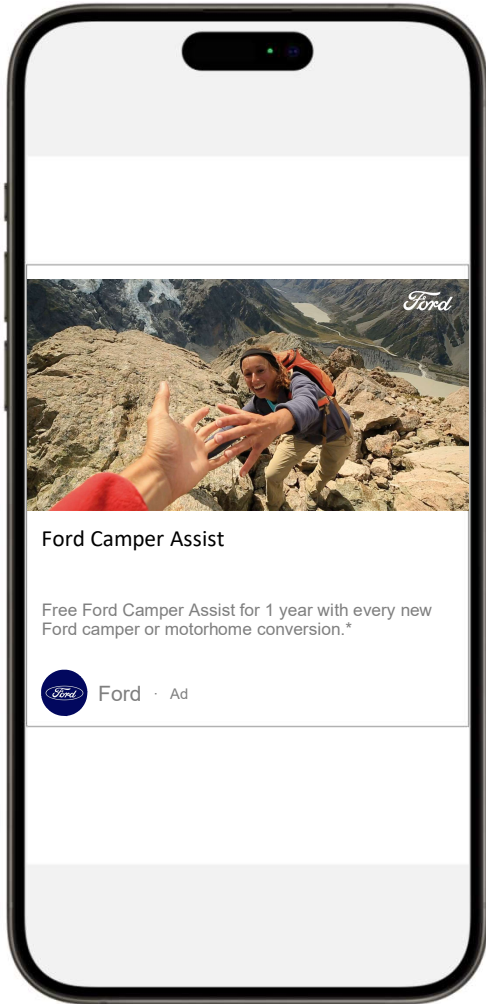 Ford
Ford Camper Assist
Free Ford Camper Assist for 1 year with every new
Ford camper or motorhome conversion.*
Ford
Ford · Ad